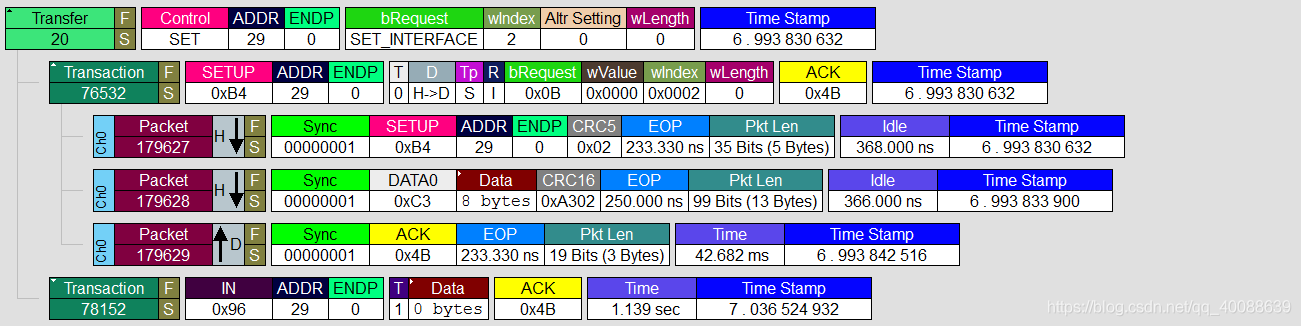 Transfer F Control ADDR ENDP bRequest wIndex Altr Setting wLength Time Stamp
20 S SET 29 0 SET_INTERFACE 2 0 0 6 . 993 830 632
Transaction F SETUP ADDR ENDP T D Tp R bRequest wValue wIndex wLength ACK Time Stamp
76532 S 0xB4 29 0 0 H->D S I 0x0B 0x0000 0x0002 0 0x4B 6 . 993 830 632
Ch0 Packet H F Sync SETUP ADDR ENDP CRC5 EOP Pkt Len Idle Time Stamp
179627 S 00000001 0xB4 29 0 0x02 233.330 ns 35 Bits (5 Bytes) 368.000 ns 6 . 993 830 632
Ch0 Packet H F Sync DATA0 Data CRC16 EOP Pkt Len Idle Time Stamp
179628 S 00000001 0xC3 8 bytes 0xA302 250.000 ns 99 Bits (13 Bytes) 366.000 ns 6 . 993 833 900
Ch0 Packet D F Sync ACK EOP Pkt Len Time Time Stamp
179629 S 00000001 0x4B 233.330 ns 19 Bits (3 Bytes) 42.682 ms 6 . 993 842 516
Transaction F IN ADDR ENDP T Data ACK Time Time Stamp
78152 S 0x96 29 0 1 0 bytes 0x4B 1.139 sec 7 . 036 524 932
https://blog.csdn.net/qq_40088639